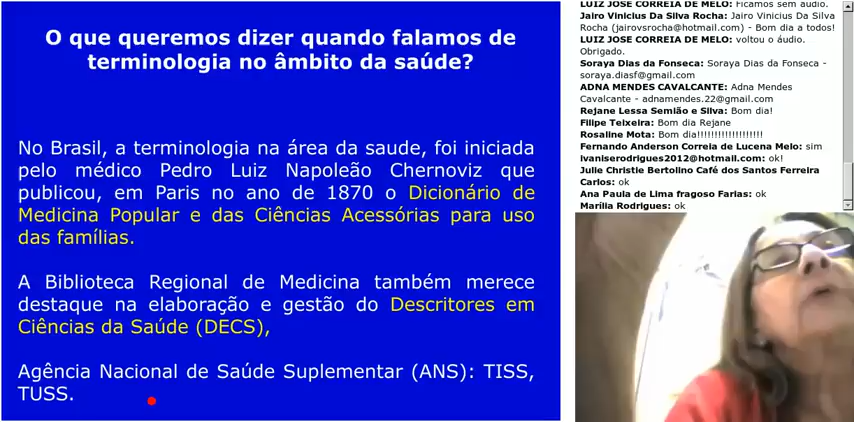 O que queremos dizer quando falamos de
terminologia no âmbito da saúde?
No Brasil, a terminologia na área da saude, foi iniciada
pelo médico Pedro Luiz Napoleão Chernoviz que
publicou, em Paris no ano de 1870 o Dicionário de
Medicina Popular e das Ciências Acessórias para uso
das famílias.
A Biblioteca Regional de Medicina também merece
destaque na elaboração e gestão do Descritores em
Ciências da Saúde (DECS),
Agência Nacional de Saúde Suplementar (ANS): TISS,
TUSS.
LUIZ JOSE CORREIA DE MELO: Ficamos sem audio.
Jairo Vinicius Da Silva Rocha: Jairo Vinicius Da Silva
Rocha (jairovsrocha@hotmail.com) - Bom dia a todos!
LUIZ JOSE CORREIA DE MELO: voltou o áudio.
Obrigado.
Soraya Dias da Fonseca: Soraya Dias da Fonseca -
soraya.diasf@gmail.com
ADNA MENDES CAVALCANTE: Adna Mendes
Cavalcante - adnamendes.22@gmail.com
Rejane Lessa Semião e Silva: Bom dia!
Filipe Teixeira: Bom dia Rejane
Rosaline Mota: Bom dia!!!!!!!!!!!!!!!!!!!
Fernando Anderson Correia de Lucena Melo: sim
ivaniserodrigues2012@hotmail.com: ok!
Julie Christie Bertolino Café dos Santos Ferreira
Carlos: ok
Ana Paula de Lima fragoso Farias: ok
Marília Rodrigues: ok